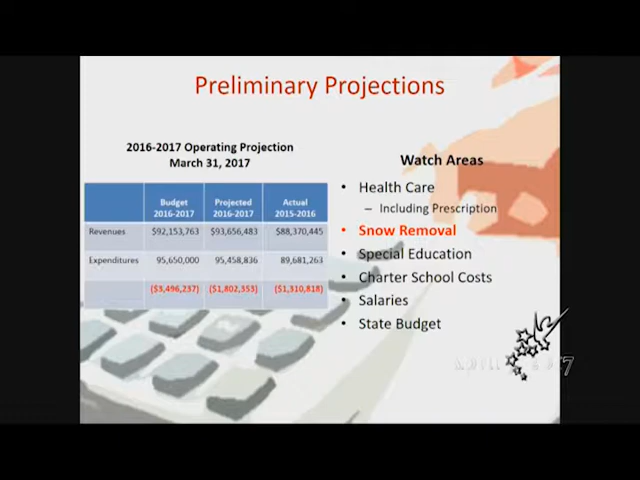 Preliminary Projections
2016-2017 Operating Projection
March 31, 2017
Budget 2016-2017 Projected 2016-2017 Actual 2015-2016
Revenues $92,153,763 $93,656,483 $88,370,445
Expenditures 95,650,000 95,458,836 89,681,263
($3,496,237) ($1,802,353) ($1,310,818)
Watch Areas
• Health Care
– Including Prescription
• Snow Removal
• Special Education
• Charter School Costs
• Salaries
• State Budget